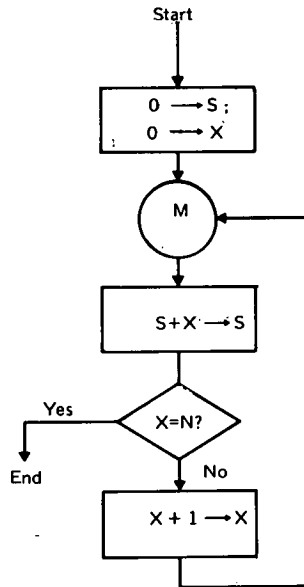 Start
0 → S ;
0 → X
M
S+X → S
X=N?
Yes
No
End
X + 1 → X